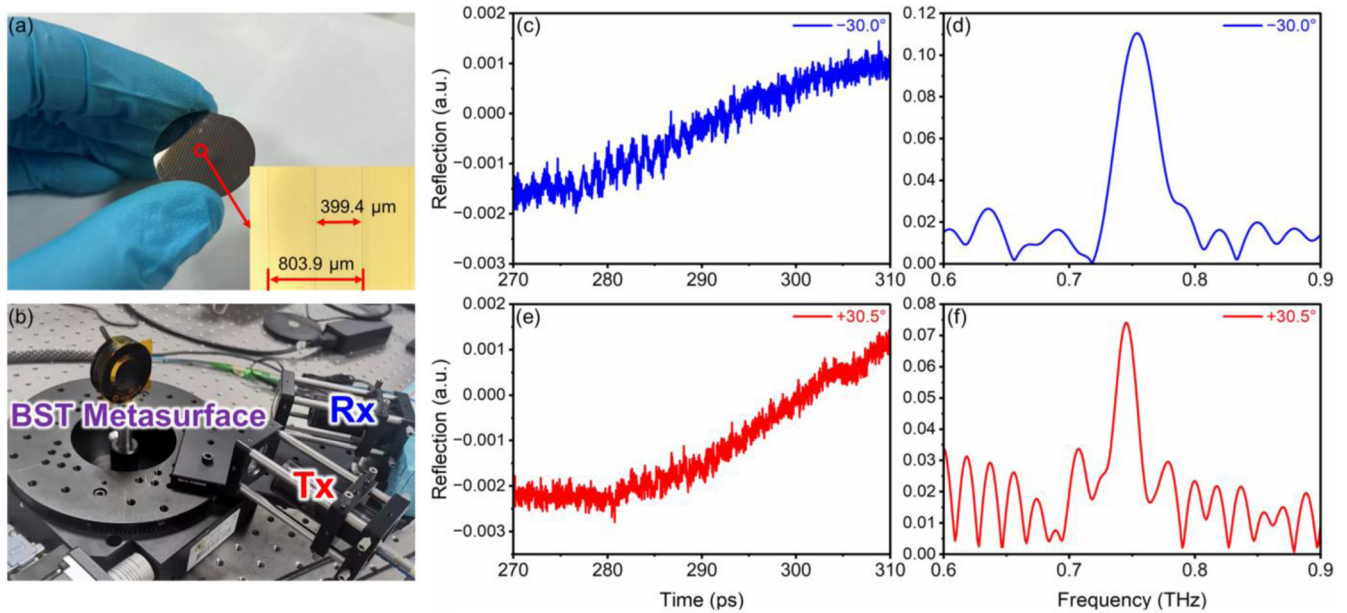 (a)
399.4 μm
803.9 μm
(b)
BST Metasurface
Rx
Tx
(c)
−30.0°
Reflection (a.u.)
0.002
0.001
0.000
−0.001
−0.002
−0.003
270 280 290 300 310
(d)
−30.0°
0.12
0.10
0.08
0.06
0.04
0.02
0.00
0.6 0.7 0.8 0.9
(e)
+30.5°
Reflection (a.u.)
0.002
0.001
0.000
−0.001
−0.002
−0.003
270 280 290 300 310
Time (ps)
(f)
+30.5°
0.08
0.07
0.06
0.05
0.04
0.03
0.02
0.01
0.00
0.6 0.7 0.8 0.9
Frequency (THz)